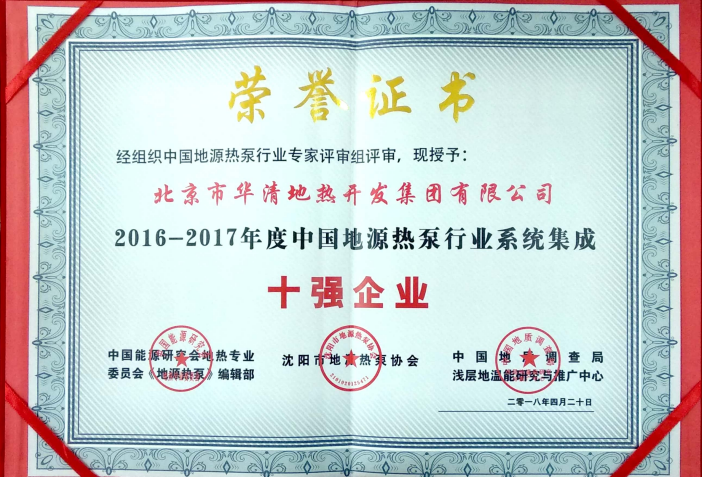 荣誉证书
经组织中国地源热泵行业专家评审组评审，现授予：
北京市华清地热开发集团有限公司
2016-2017年度中国地源热泵行业系统集成
十强企业
中国能源研究会地热专业
委员会《地源热泵》编辑部
沈阳市地源热泵协会
中国地质调查局
浅层地温能研究与推广中心
二零一八年四月二十日